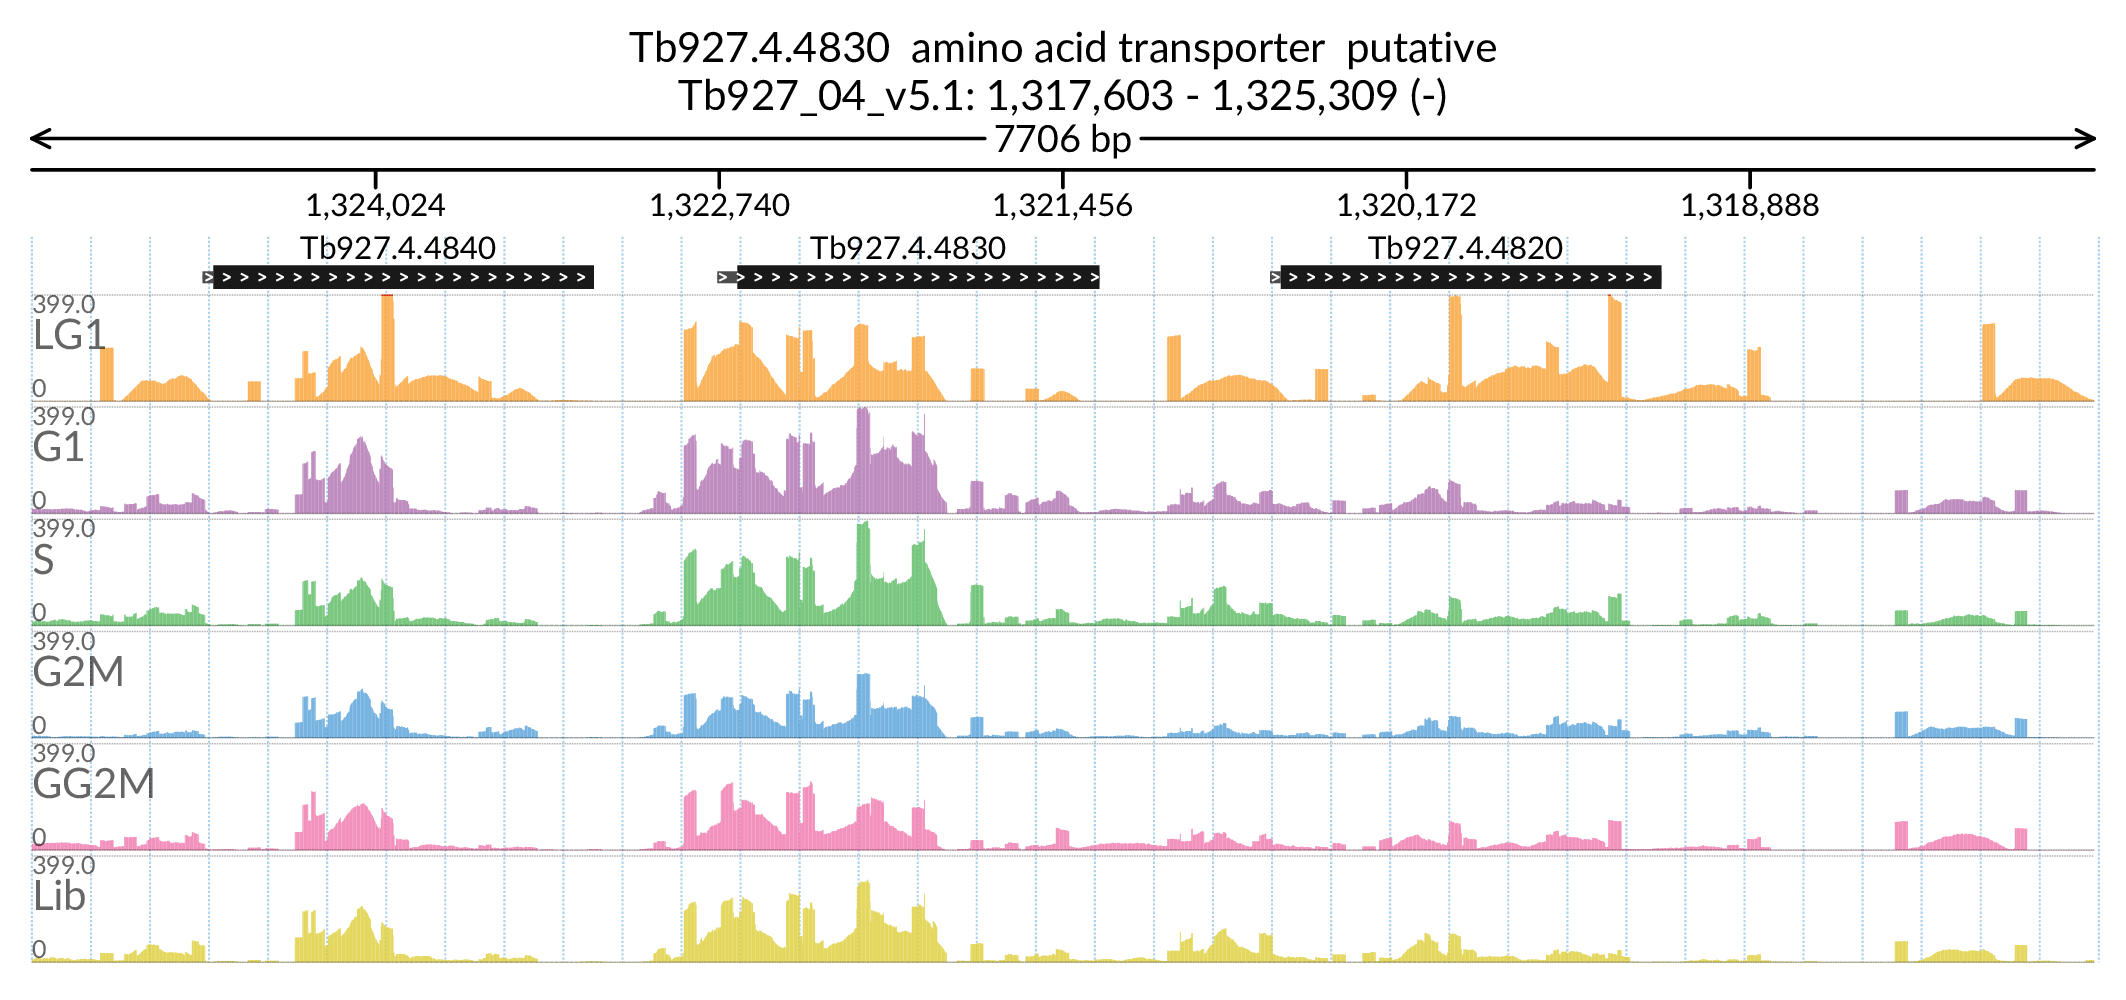 Tb927.4.4830  amino acid transporter  putative
Tb927_04_v5.1: 1,317,603 - 1,325,309 (-)
7706 bp
1,324,024 1,322,740 1,321,456 1,320,172 1,318,888
Tb927.4.4840 Tb927.4.4830 Tb927.4.4820
399.0
LG1
0
399.0
G1
0
399.0
S
0
399.0
G2M
0
399.0
GG2M
0
399.0
Lib
0